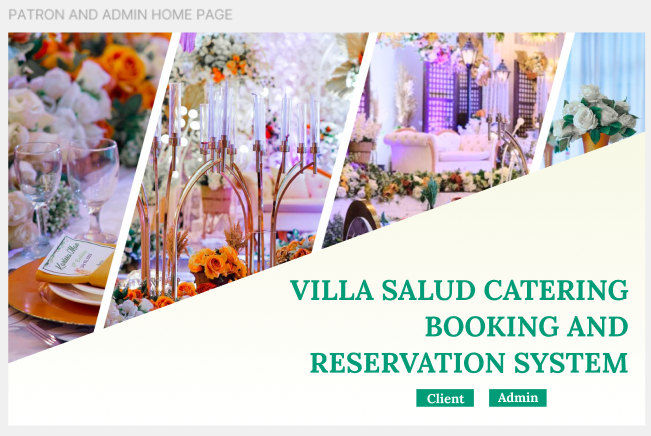 PATRON AND ADMIN HOME PAGE
VILLA SALUD CATERING
BOOKING AND
RESERVATION SYSTEM
Client
Admin